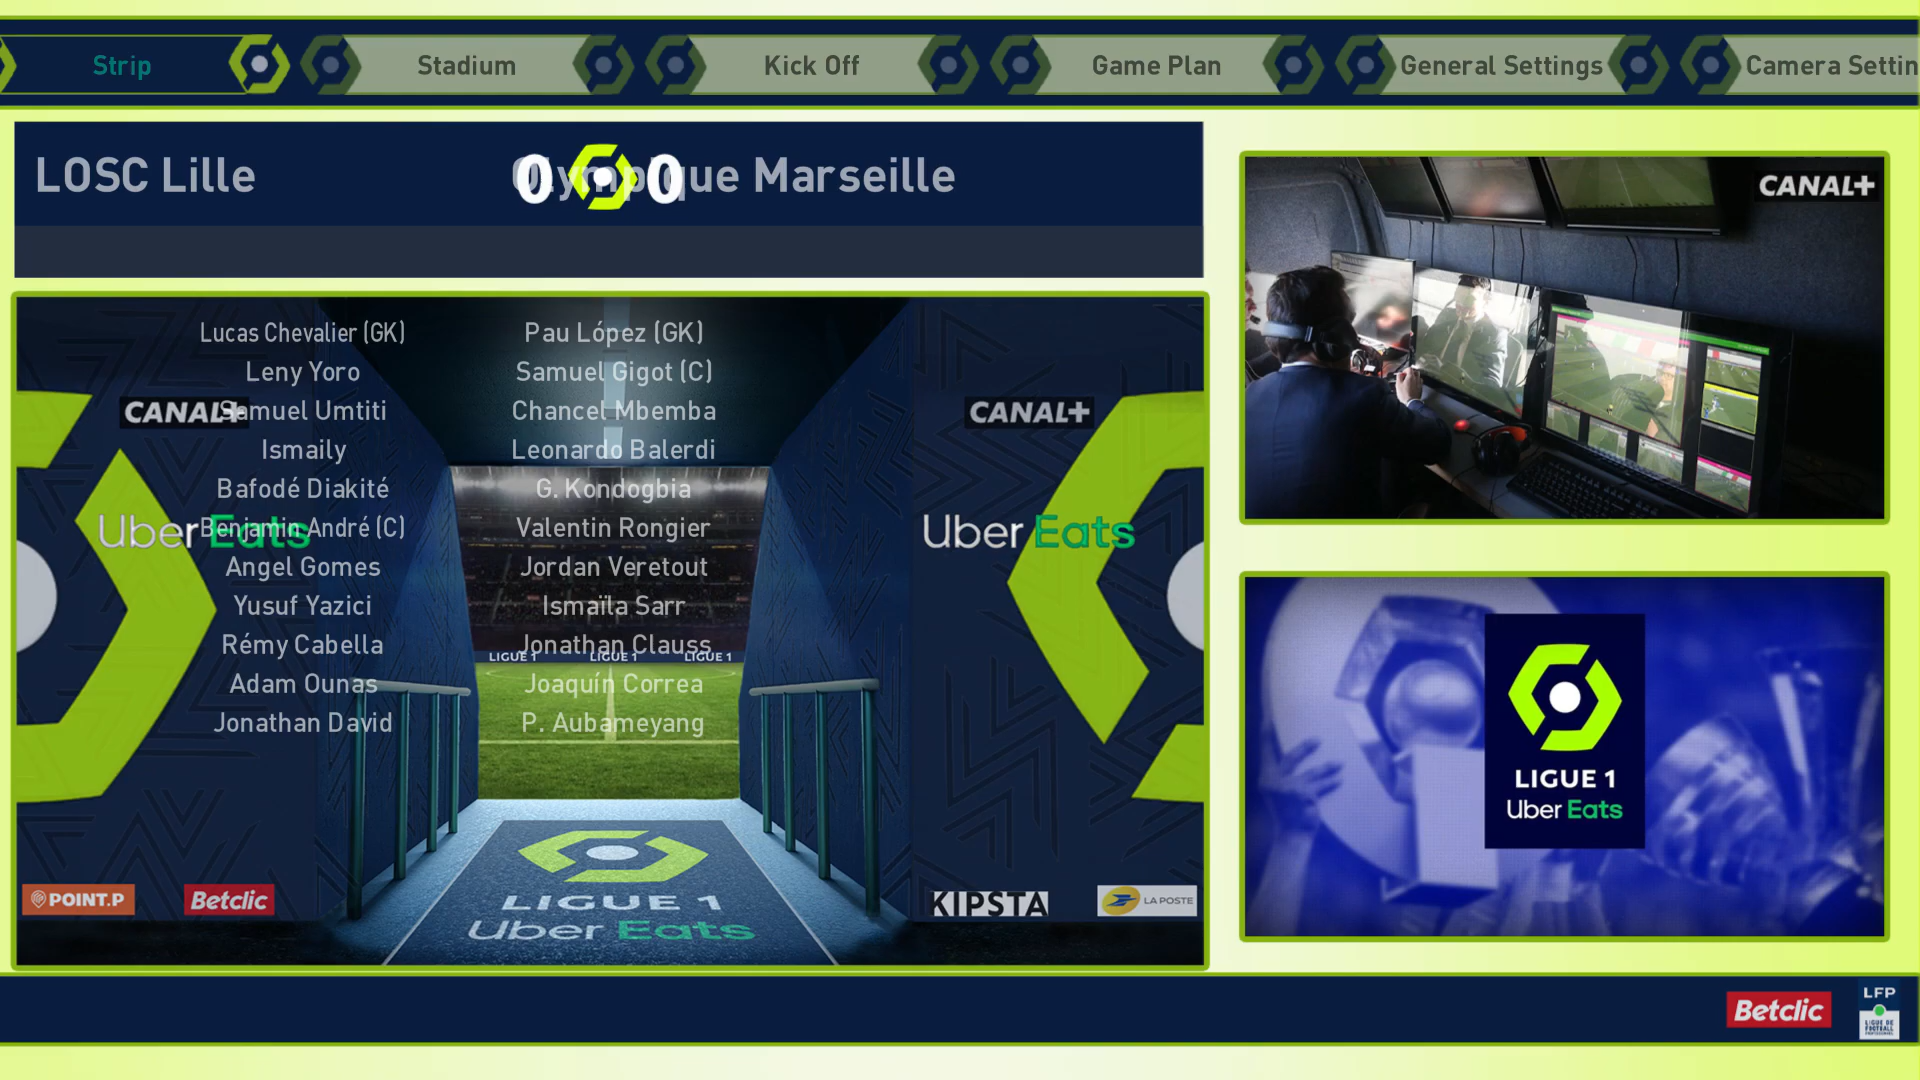 Strip
Stadium
Kick Off
Game Plan
General Settings
Camera Settin
LOSC Lille
0 0
Olympique Marseille
CANAL+
Lucas Chevalier (GK)
Leny Yoro
Samuel Umtiti
Ismaily
Bafodé Diakité
Benjamin André (C)
Angel Gomes
Yusuf Yazici
Rémy Cabella
Adam Ounas
Jonathan David
Pau López (GK)
Samuel Gigot (C)
Chancel Mbemba
Leonardo Balerdi
G. Kondogbia
Valentin Rongier
Jordan Veretout
Ismaïla Sarr
Jonathan Clauss
Joaquín Correa
P. Aubameyang
CANAL+
CANAL+
Uber Eats
Uber Eats
LIGUE 1
LIGUE 1
LIGUE 1
POINT.P
Betclic
LIGUE 1
Uber Eats
KIPSTA
LA POSTE
LIGUE 1
Uber Eats
Betclic
LFP
LIGUE DE
FOOTBALL